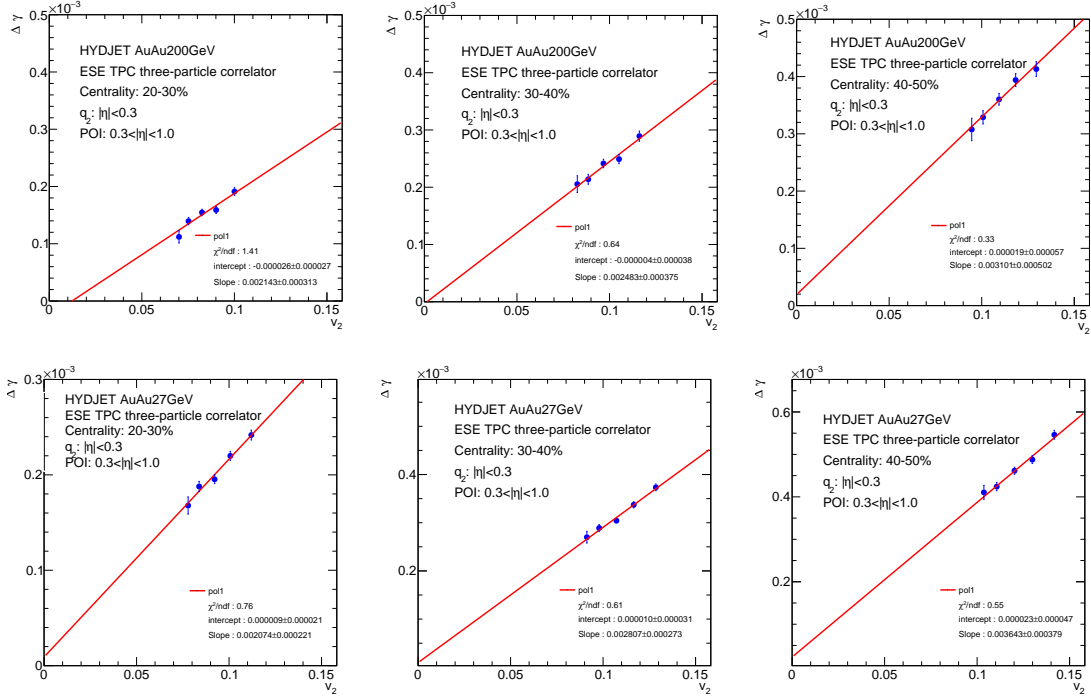 Δ γ
×10⁻³
0.5
0.4
0.3
0.2
0.1
0
HYDJET AuAu200GeV
ESE TPC three-particle correlator
Centrality: 20-30%
q₂: |η|<0.3
POI: 0.3<|η|<1.0
pol1
χ²/ndf : 1.41
intercept : -0.000026±0.000027
Slope : 0.002143±0.000313
0 0.05 0.1 0.15
v₂
Δ γ
×10⁻³
0.5
0.4
0.3
0.2
0.1
0
HYDJET AuAu200GeV
ESE TPC three-particle correlator
Centrality: 30-40%
q₂: |η|<0.3
POI: 0.3<|η|<1.0
pol1
χ²/ndf : 0.64
intercept : -0.000004±0.000038
Slope : 0.002483±0.000375
0 0.05 0.1 0.15
v₂
Δ γ
×10⁻³
0.5
0.4
0.3
0.2
0.1
0
HYDJET AuAu200GeV
ESE TPC three-particle correlator
Centrality: 40-50%
q₂: |η|<0.3
POI: 0.3<|η|<1.0
pol1
χ²/ndf : 0.33
intercept : 0.000019±0.000057
Slope : 0.003101±0.000502
0 0.05 0.1 0.15
v₂
Δ γ
×10⁻³
0.3
0.2
0.1
0
HYDJET AuAu27GeV
ESE TPC three-particle correlator
Centrality: 20-30%
q₂: |η|<0.3
POI: 0.3<|η|<1.0
pol1
χ²/ndf : 0.76
intercept : 0.000009±0.000021
Slope : 0.002074±0.000221
0 0.05 0.1 0.15
v₂
Δ γ
×10⁻³
0.4
0.2
HYDJET AuAu27GeV
ESE TPC three-particle correlator
Centrality: 30-40%
q₂: |η|<0.3
POI: 0.3<|η|<1.0
pol1
χ²/ndf : 0.61
intercept : 0.000010±0.000031
Slope : 0.002807±0.000273
0 0.05 0.1 0.15
v₂
Δ γ
×10⁻³
0.6
0.4
0.2
0
HYDJET AuAu27GeV
ESE TPC three-particle correlator
Centrality: 40-50%
q₂: |η|<0.3
POI: 0.3<|η|<1.0
pol1
χ²/ndf : 0.55
intercept : 0.000023±0.000047
Slope : 0.003643±0.000379
0 0.05 0.1 0.15
v₂